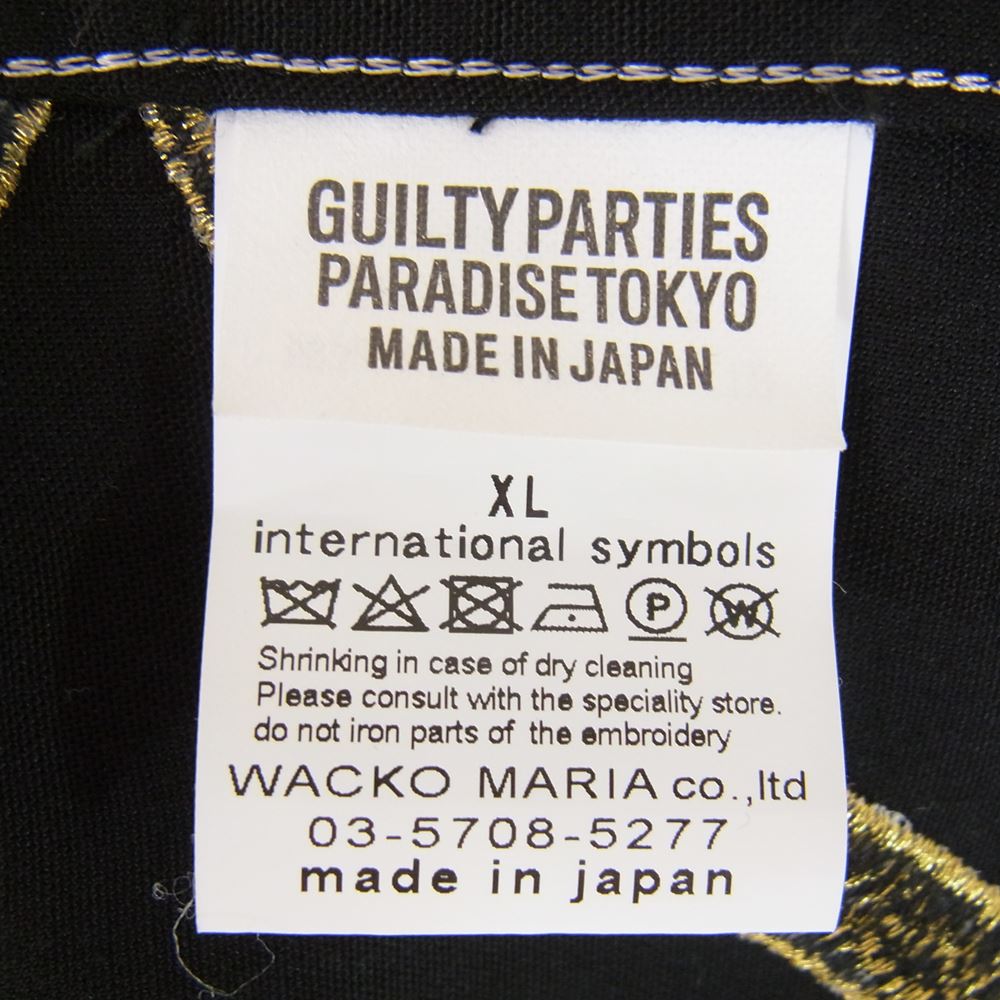 GUILTY PARTIES
PARADISE TOKYO
MADE IN JAPAN
XL
international symbols
P W
Shrinking in case of dry cleaning
Please consult with the speciality store.
do not iron parts of the embroidery
WACKO MARIA co.,ltd
03-5708-5277
made in japan